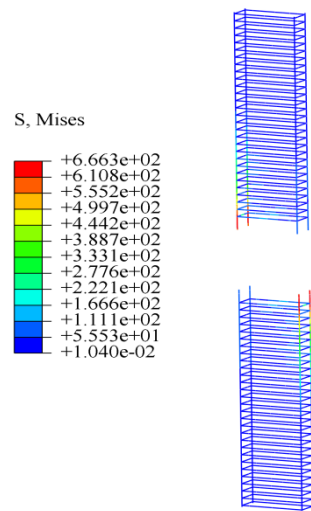 S, Mises
+6.663e+02
+6.108e+02
+5.552e+02
+4.997e+02
+4.442e+02
+3.887e+02
+3.331e+02
+2.776e+02
+2.221e+02
+1.666e+02
+1.111e+02
+5.553e+01
+1.040e-02